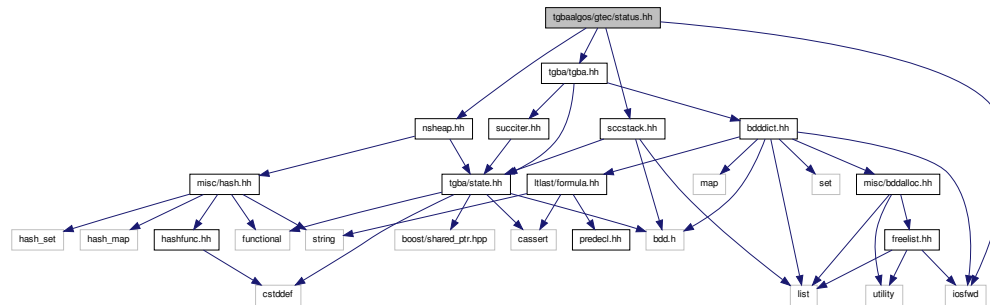 tgbaalgos/gtec/status.hh
tgba/tgba.hh
nsheap.hh
succiter.hh
sccstack.hh
bdddict.hh
misc/hash.hh
tgba/state.hh
ltlast/formula.hh
map
set
misc/bddalloc.hh
hash_set
hash_map
hashfunc.hh
functional
string
boost/shared_ptr.hpp
cassert
predecl.hh
bdd.h
freelist.hh
cstddef
list
utility
iosfwd